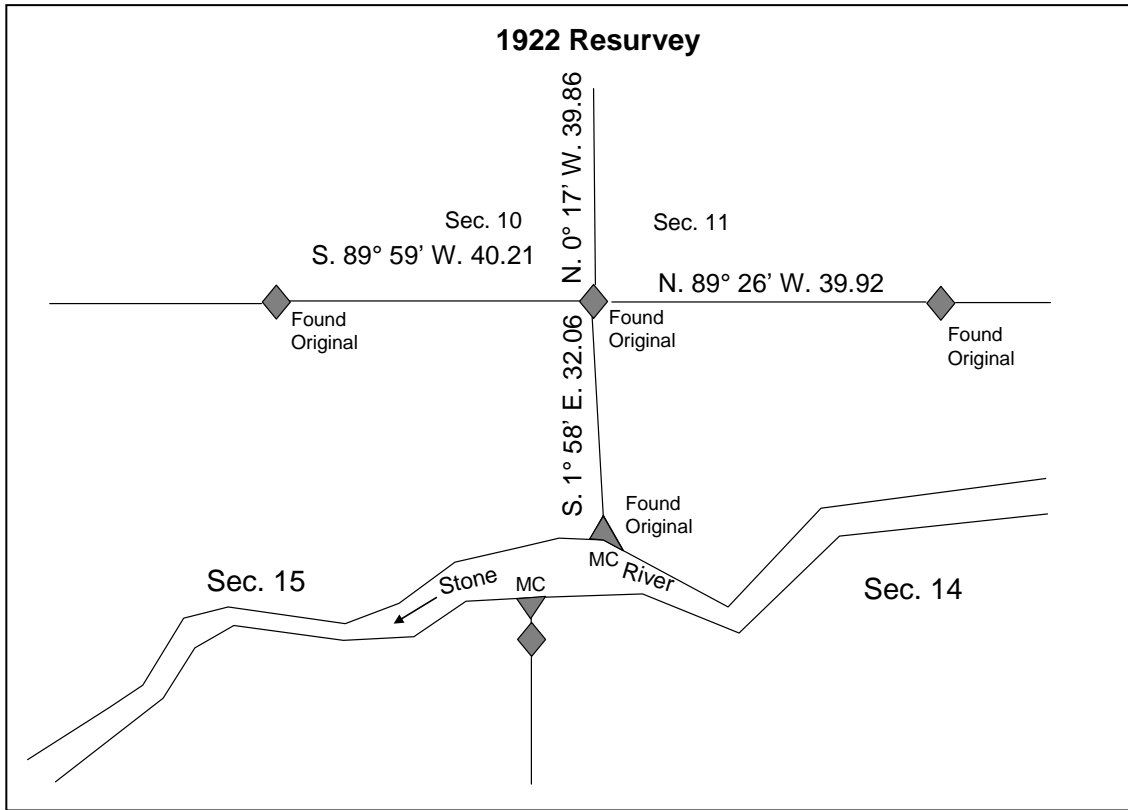 1922 Resurvey
N. 0° 17’ W. 39.86
Sec. 10
Sec. 11
S. 89° 59’ W. 40.21
N. 89° 26’ W. 39.92
Found
Original
Found
Original
Found
Original
S. 1° 58’ E. 32.06
Found
Original
MC
River
Sec. 15
Stone
MC
Sec. 14